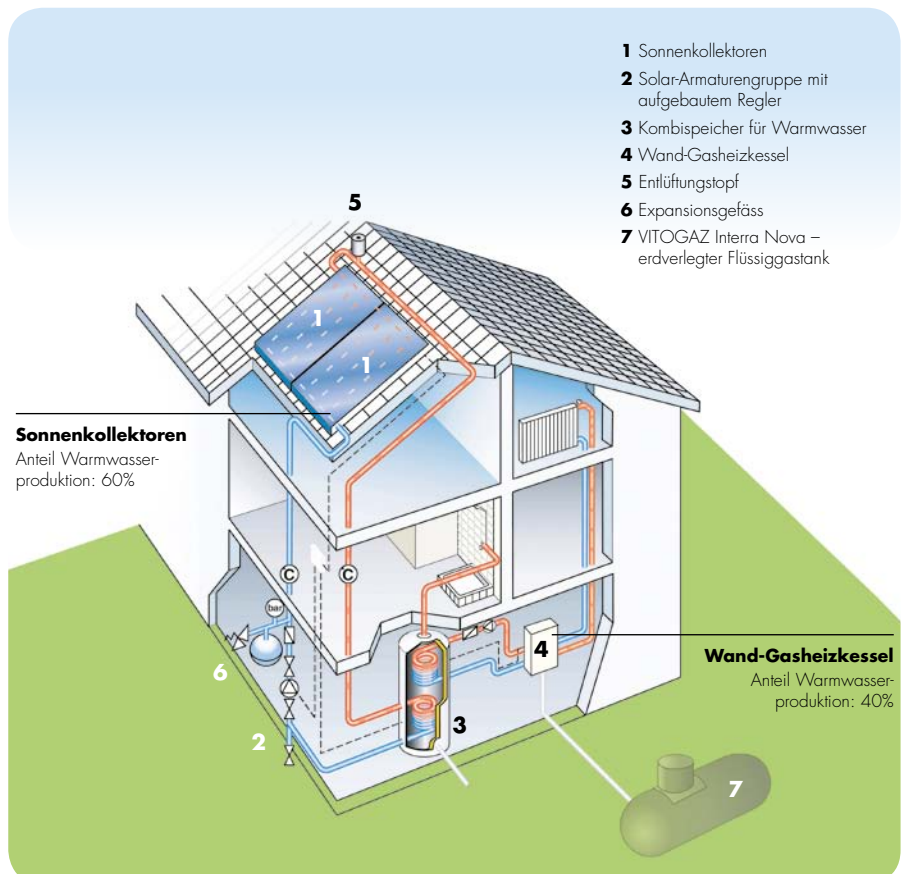 1 Sonnenkollektoren
2 Solar-Armaturengruppe mit
aufgebautem Regler
3 Kombispeicher für Warmwasser
4 Wand-Gasheizkessel
5 Entlüftungstopf
6 Expansionsgefäss
7 VITOGAZ Interra Nova –
erdverlegter Flüssiggastank
5
1
1
Sonnenkollektoren
Anteil Warmwasser-
produktion: 60%
C
C
bar
6
4
Wand-Gasheizkessel
Anteil Warmwasser-
produktion: 40%
3
2
7